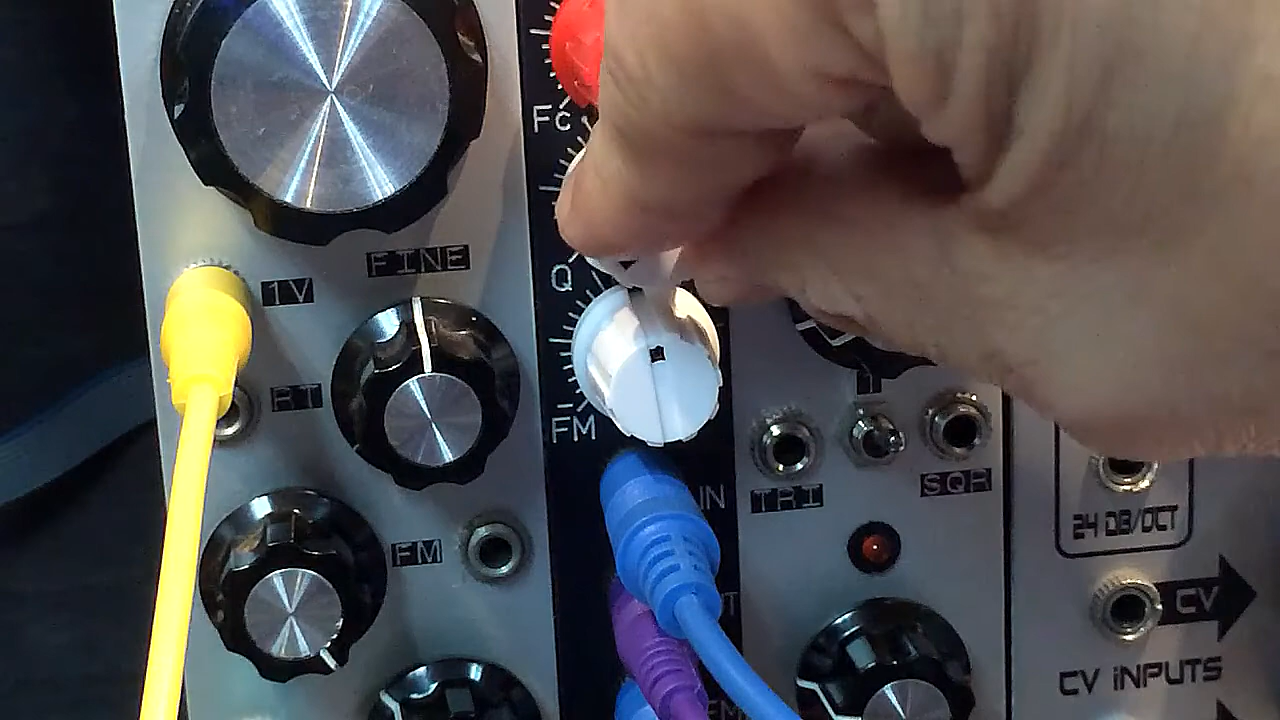 Fc
FINE
Q
1V
RT
FM
IN
TRI
SQR
24 DB/OCT
FM
CV
CV INPUTS